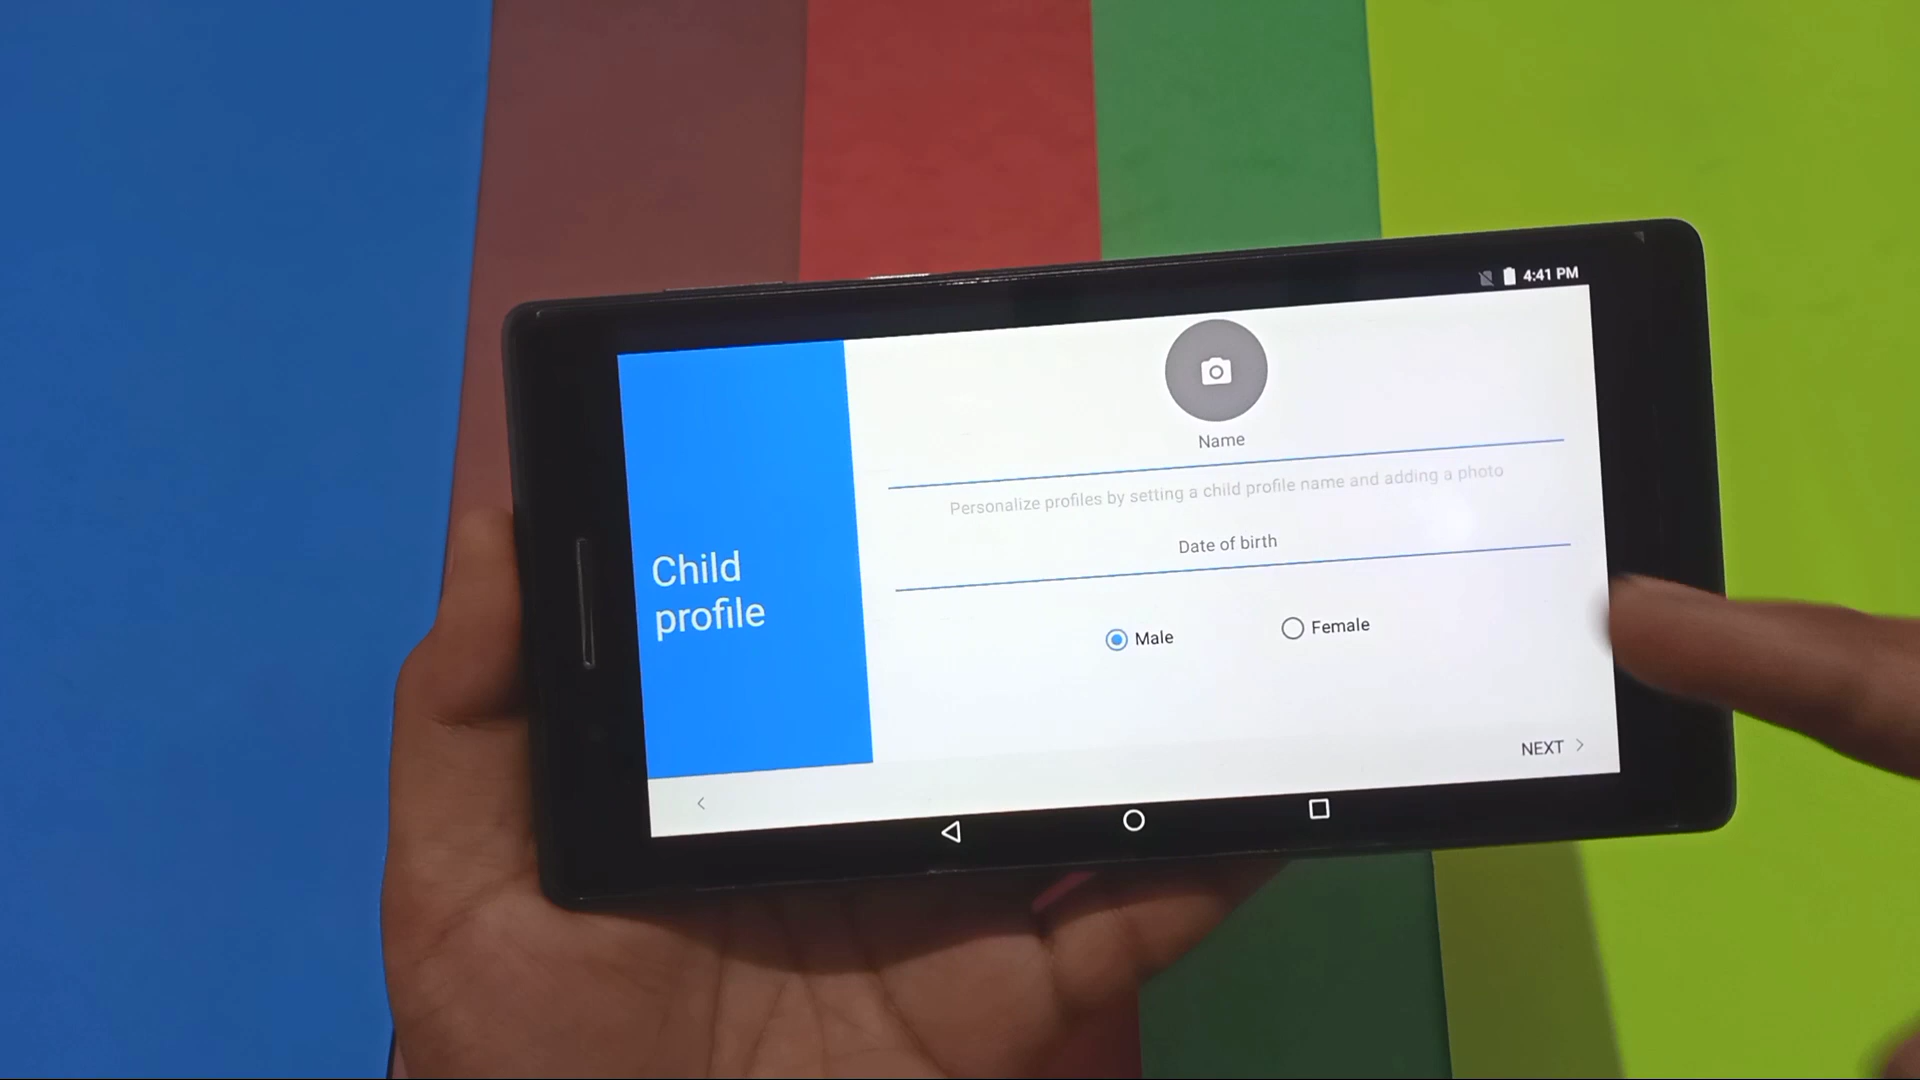 4:41 PM
Name
Personalize profiles by setting a child profile name and adding a photo
Date of birth
Child
profile
Male
Female
NEXT